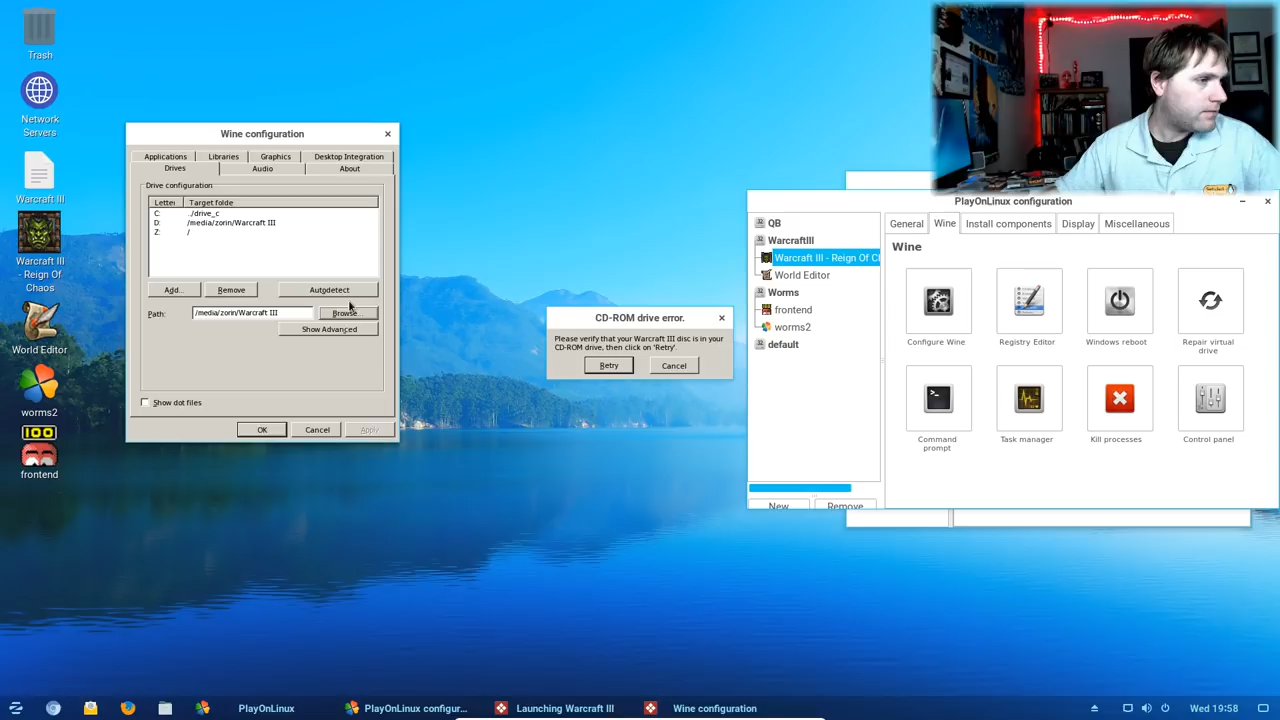 Trash
Network
Servers
Warcraft III
Warcraft III
- Reign Of
Chaos
World Editor
worms2
frontend
Wine configuration
Applications
Libraries
Graphics
Desktop Integration
Drives
Audio
About
Drive configuration
Letter Target folde
C: ../drive_c
D: /media/zorin/Warcraft III
Z: /
Add...
Remove
Autodetect
Path:
/media/zorin/Warcraft III
Browse...
Show Advanced
Show dot files
OK
Cancel
Apply
CD-ROM drive error.
Please verify that your Warcraft III disc is in your
CD-ROM drive, then click on 'Retry'.
Retry
Cancel
PlayOnLinux configuration
QB
WarcraftIII
Warcraft III - Reign Of Cl
World Editor
Worms
frontend
worms2
default
New
Remove
General
Wine
Install components
Display
Miscellaneous
Wine
Configure Wine
Registry Editor
Windows reboot
Repair virtual
drive
Command
prompt
Task manager
Kill processes
Control panel
PlayOnLinux
PlayOnLinux configur...
Launching Warcraft III
Wine configuration
Wed 19:58